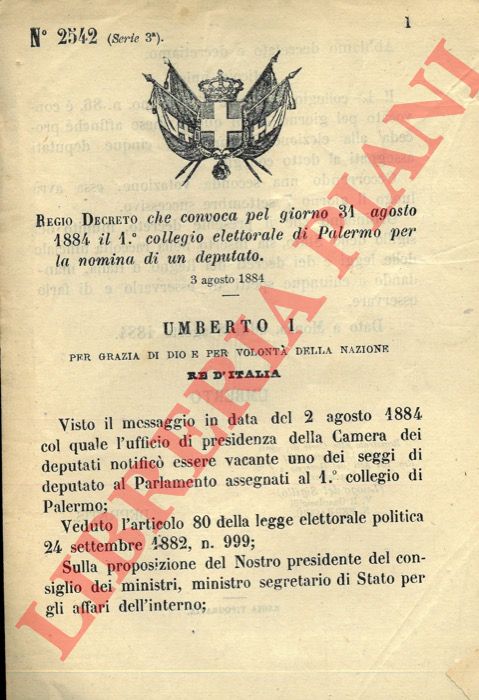 1
N° 2542 (Serie 3ª).
REGIO DECRETO che convoca pel giorno 31 agosto
1884 il 1.° collegio elettorale di Palermo per
la nomina di un deputato.
3 agosto 1884
UMBERTO I
PER GRAZIA DI DIO E PER VOLONTÀ DELLA NAZIONE
RE D'ITALIA
Visto il messaggio in data del 2 agosto 1884
col quale l'ufficio di presidenza della Camera dei
deputati notificò essere vacante uno dei seggi di
deputato al Parlamento assegnati al 1.° collegio di
Palermo;
Veduto l'articolo 80 della legge elettorale politica
24 settembre 1882, n. 999;
Sulla proposizione del Nostro presidente del con-
siglio dei ministri, ministro segretario di Stato per
gli affari dell'interno;
LIBRERIA PIANI